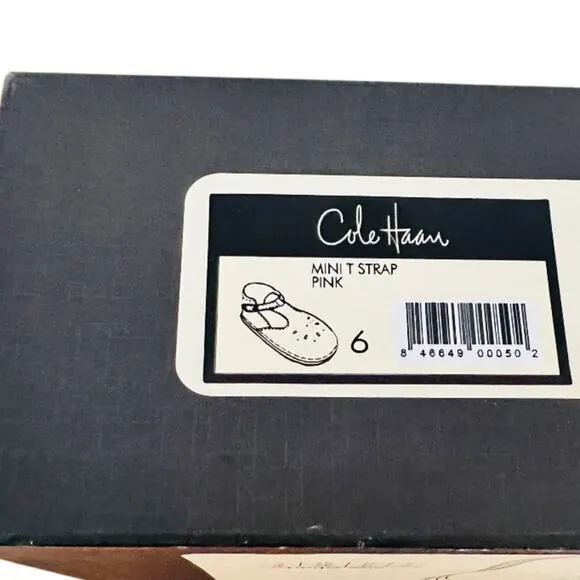 Cole Haan
MINI T STRAP
PINK
6
8 46649 00050 2